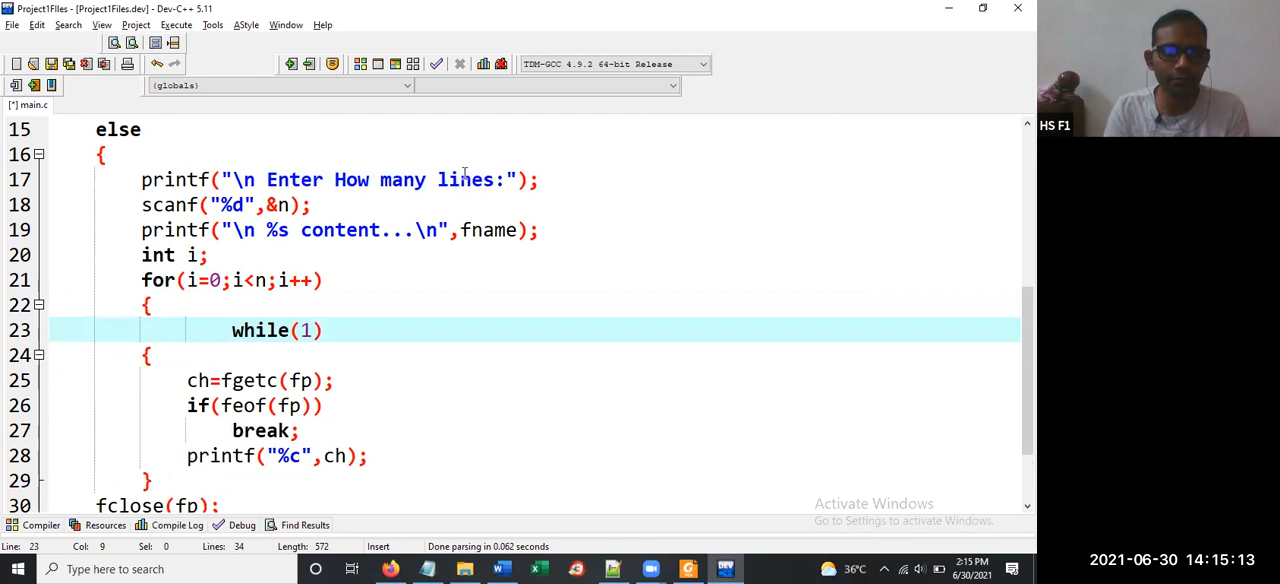 Project1FIles - [Project1Files.dev] - Dev-C++ 5.11
File Edit Search View Project Execute Tools AStyle Window Help
TDM-GCC 4.9.2 64-bit Release
(globals)
[*] main.c
HS F1
15 else
16 {
17 printf("\n Enter How many lines:");
18 scanf("%d",&n);
19 printf("\n %s content...\n",fname);
20 int i;
21 for(i=0;i<n;i++)
22 {
23 while(1)
24 {
25 ch=fgetc(fp);
26 if(feof(fp))
27 break;
28 printf("%c",ch);
29 }
30 fclose(fp);
Activate Windows
Go to Settings to activate Windows.
Compiler Resources Compile Log Debug Find Results
Line: 23 Col: 9 Sel: 0 Lines: 34 Length: 572 Insert Done parsing in 0.062 seconds
Type here to search
36°C
2:15 PM
6/30/2021
2021-06-30 14:15:13